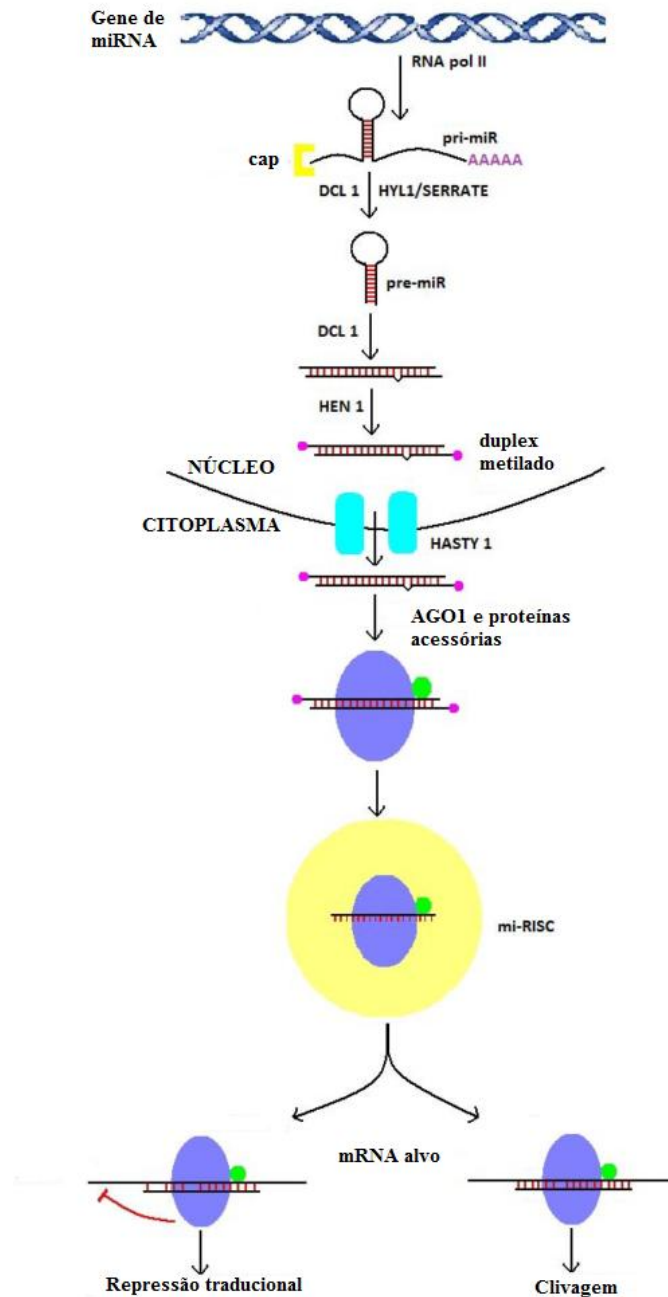 Gene de
miRNA
RNA pol II
pri-miR
cap
AAAAA
DCL 1 HYL1/SERRATE
pre-miR
DCL 1
HEN 1
duplex
metilado
NÚCLEO
CITOPLASMA
HASTY 1
AGO1 e proteínas
acessórias
mi-RISC
mRNA alvo
Repressão traducional
Clivagem